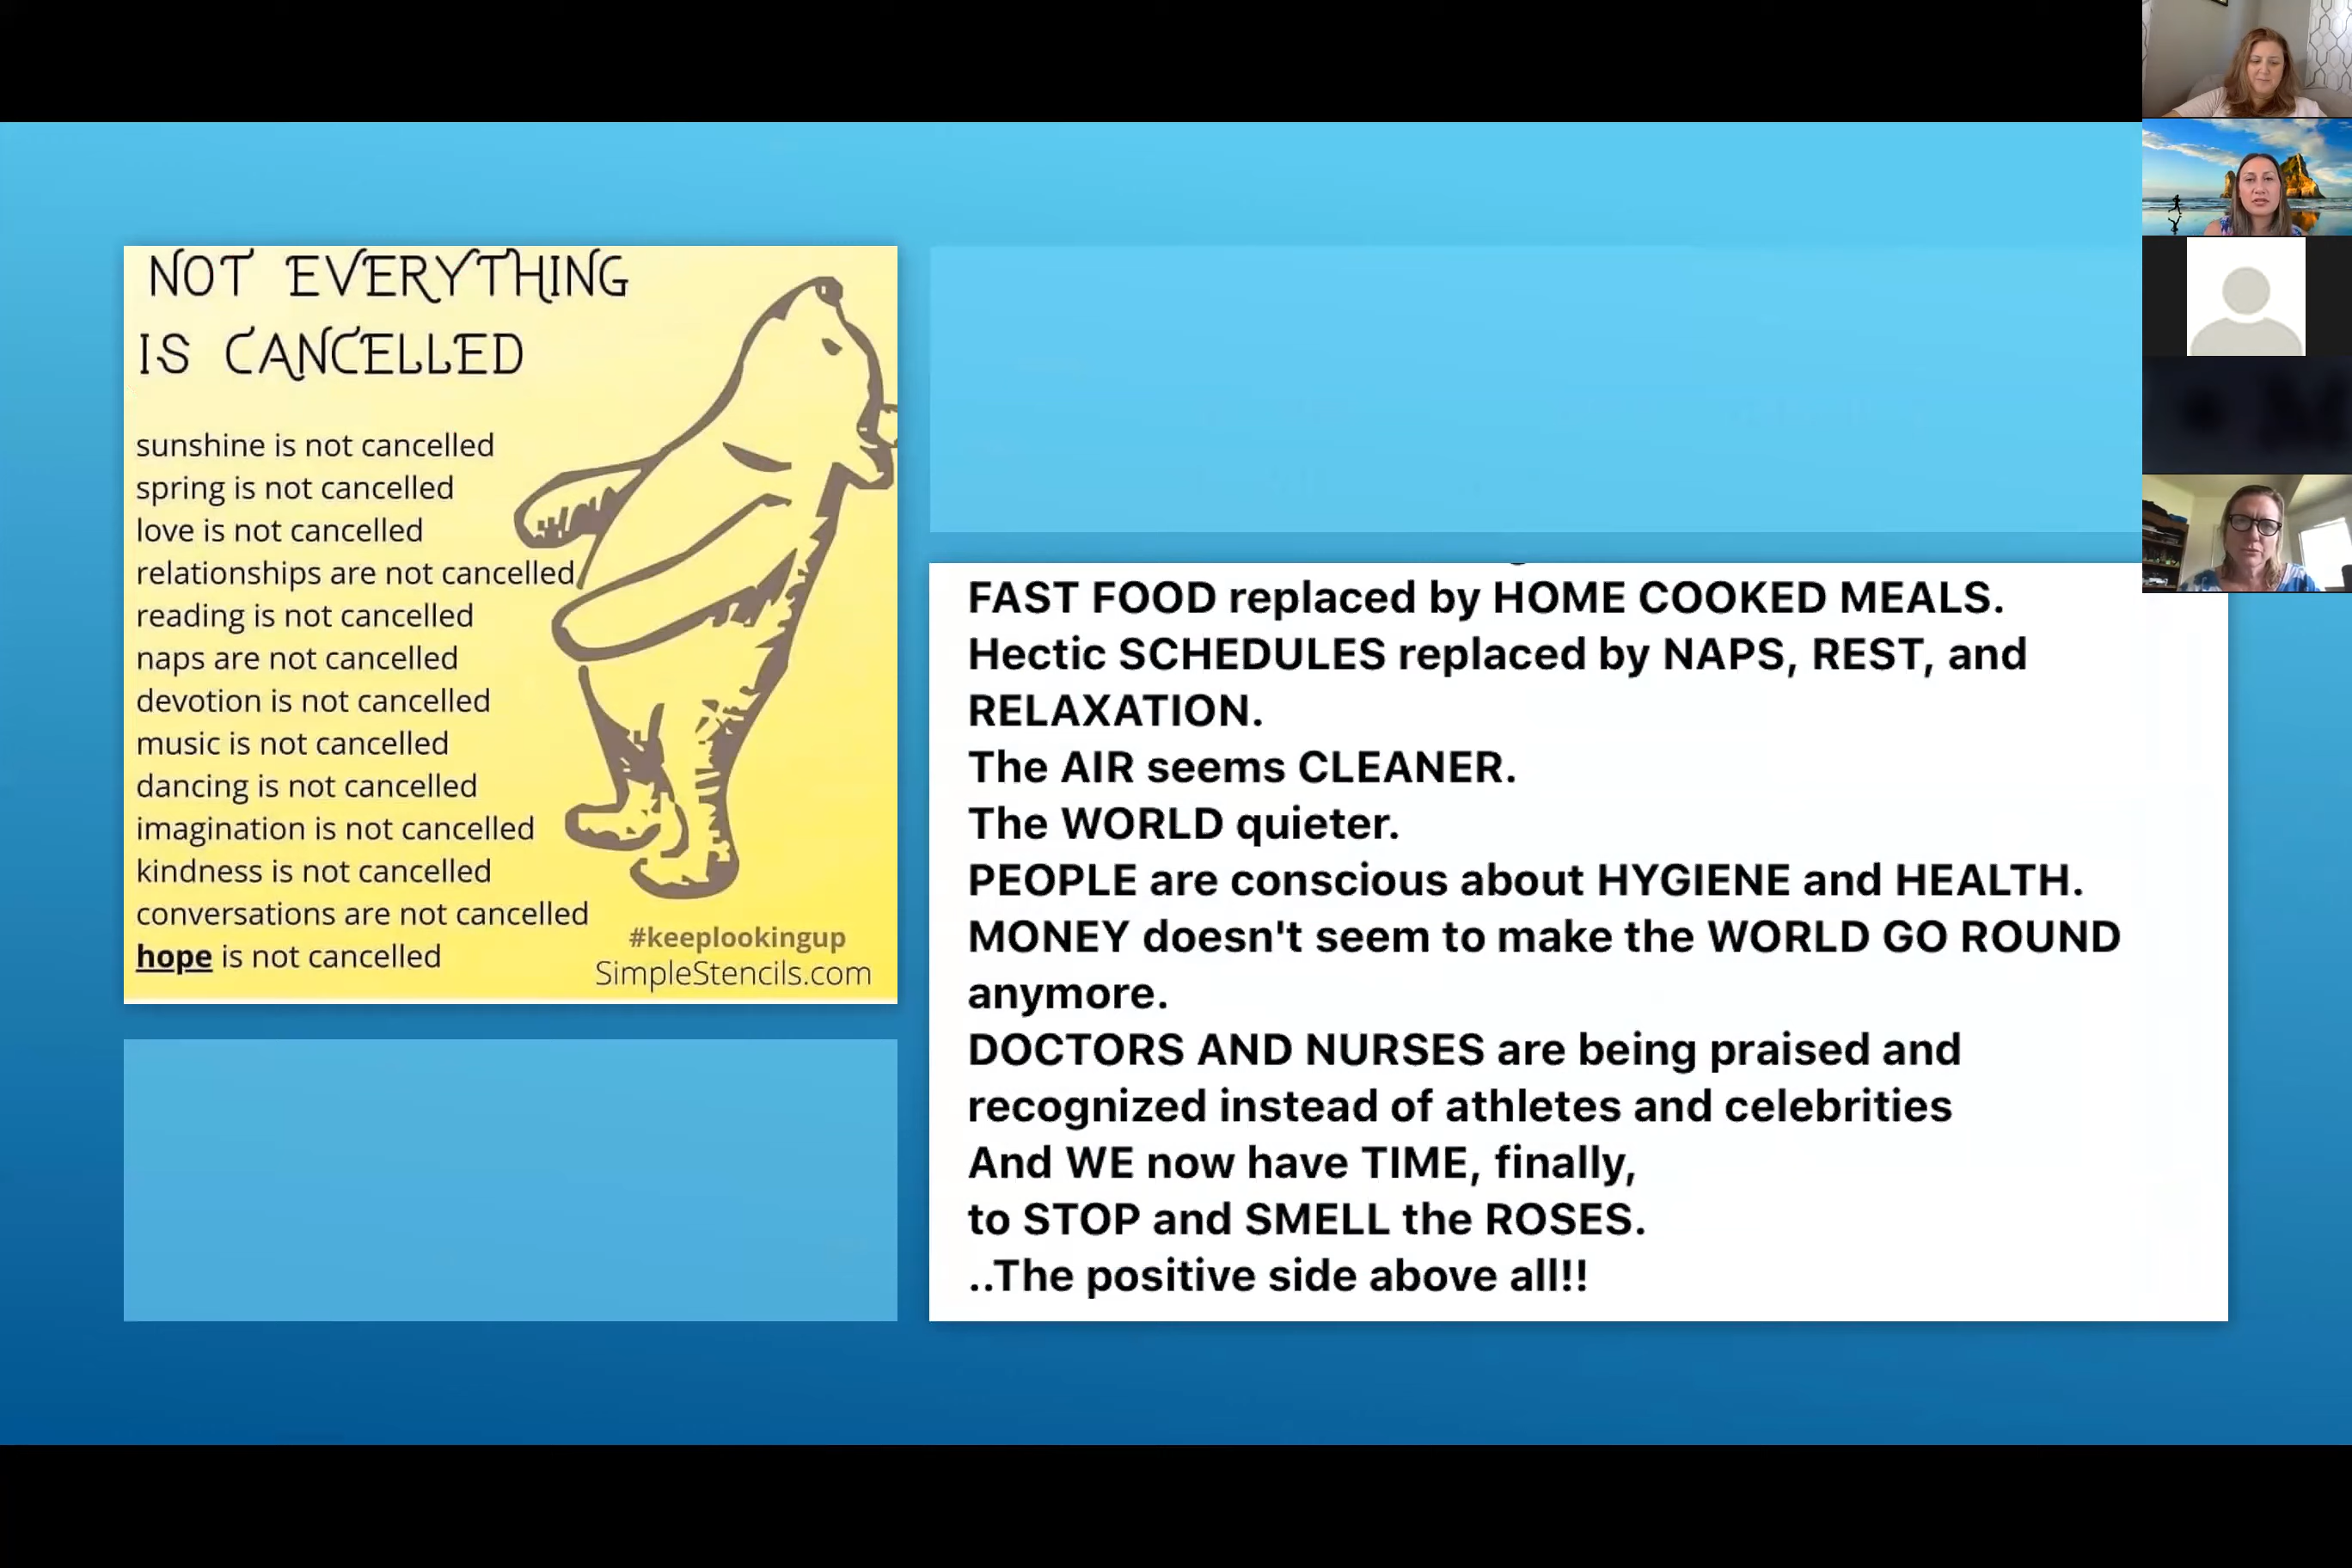 NOT EVERYTHING
IS CANCELLED
sunshine is not cancelled
spring is not cancelled
love is not cancelled
relationships are not cancelled
reading is not cancelled
naps are not cancelled
devotion is not cancelled
music is not cancelled
dancing is not cancelled
imagination is not cancelled
kindness is not cancelled
conversations are not cancelled
hope is not cancelled
#keeplookingup
SimpleStencils.com
FAST FOOD replaced by HOME COOKED MEALS.
Hectic SCHEDULES replaced by NAPS, REST, and
RELAXATION.
The AIR seems CLEANER.
The WORLD quieter.
PEOPLE are conscious about HYGIENE and HEALTH.
MONEY doesn't seem to make the WORLD GO ROUND
anymore.
DOCTORS AND NURSES are being praised and
recognized instead of athletes and celebrities
And WE now have TIME, finally,
to STOP and SMELL the ROSES.
..The positive side above all!!